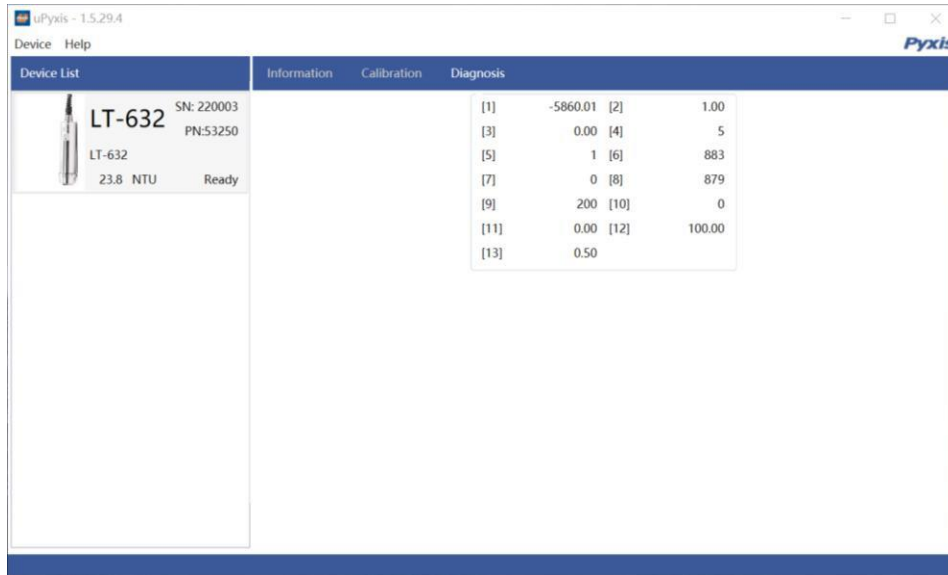 uPyxis - 1.5.29.4
Device Help
Pyxis
Device List
Information Calibration Diagnosis
LT-632
SN: 220003
PN:53250
LT-632
23.8 NTU Ready
[1] -5860.01 [2] 1.00
[3] 0.00 [4] 5
[5] 1 [6] 883
[7] 0 [8] 879
[9] 200 [10] 0
[11] 0.00 [12] 100.00
[13] 0.50